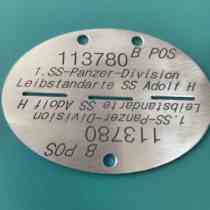 113780 B POS
1.SS-Panzer-Division
Leibstandarte SS Adolf H
Leibstandarte SS Adolf H
1.SS-Panzer-Division
113780
B POS